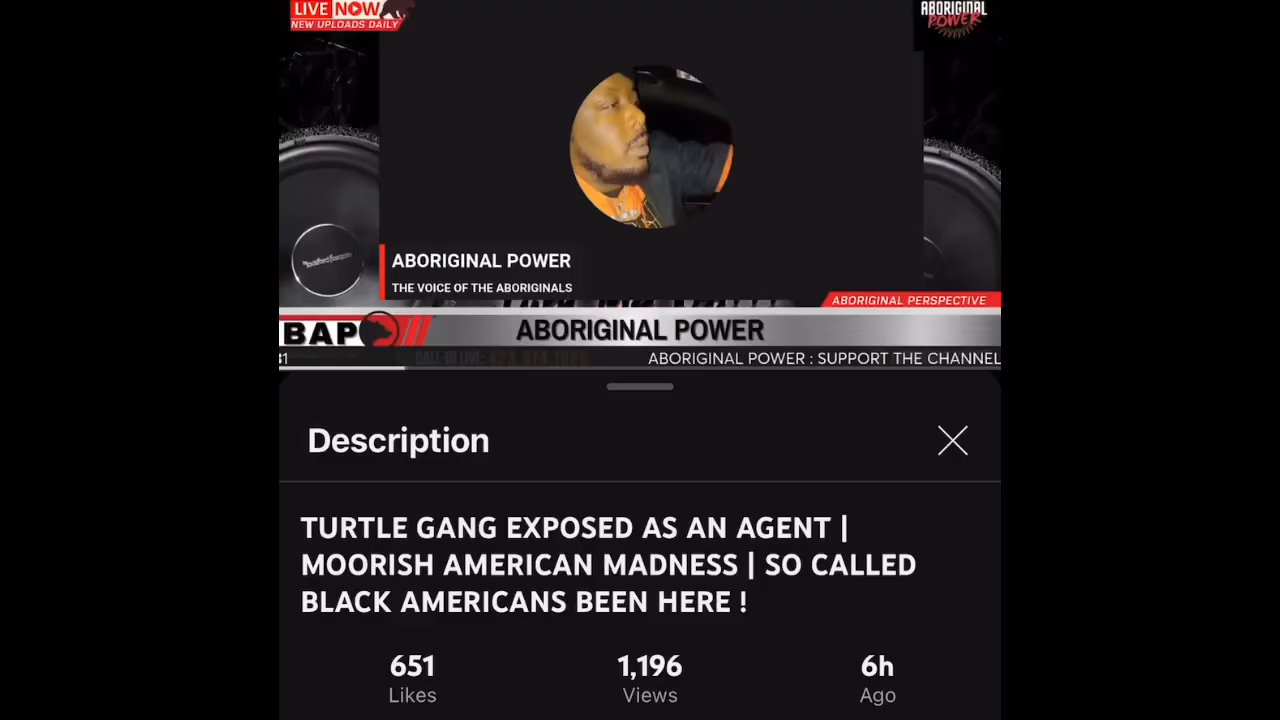 LIVE NOW
NEW UPLOADS DAILY
ABORIGINAL
POWER
ABORIGINAL POWER
THE VOICE OF THE ABORIGINALS
ABORIGINAL PERSPECTIVE
BAP
ABORIGINAL POWER
31
ABORIGINAL POWER : SUPPORT THE CHANNEL
Description
TURTLE GANG EXPOSED AS AN AGENT |
MOORISH AMERICAN MADNESS | SO CALLED
BLACK AMERICANS BEEN HERE !
651
1,196
6h
Likes
Views
Ago